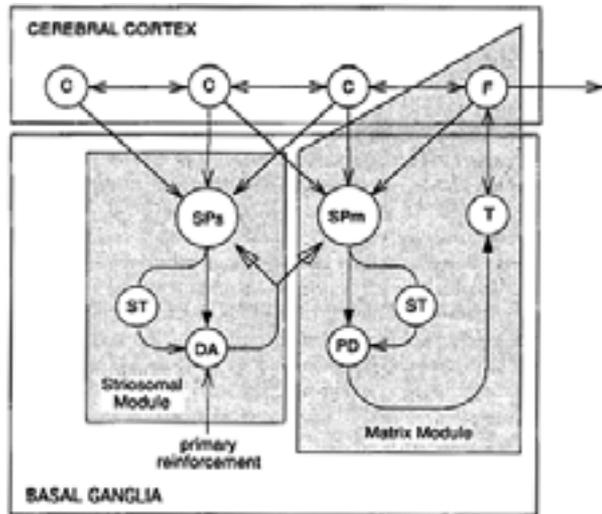 CEREBRAL CORTEX
C C C F
SPs SPm T
ST ST
DA PD
Striosomal
Module
Matrix Module
primary
reinforcement
BASAL GANGLIA